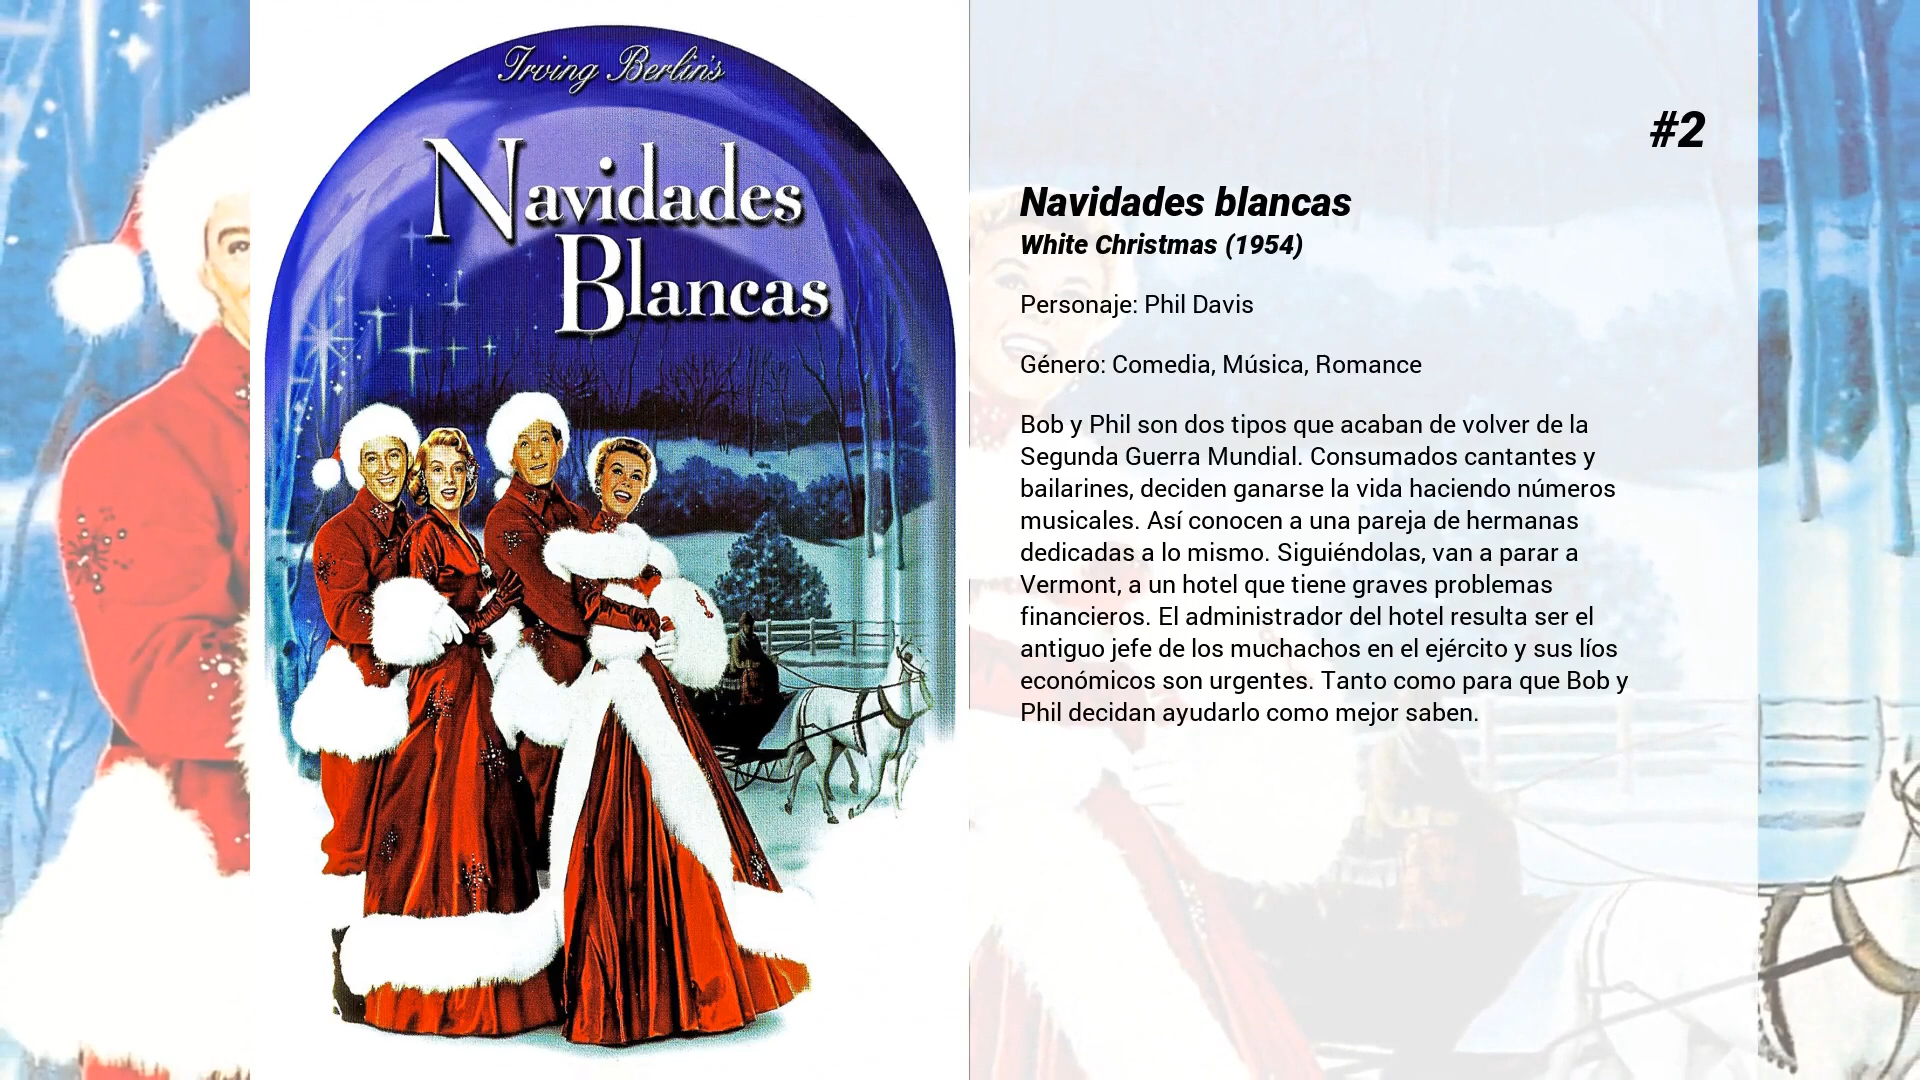 Irving Berlin's
Navidades
Blancas
#2
Navidades blancas
White Christmas (1954)
Personaje: Phil Davis
Género: Comedia, Música, Romance
Bob y Phil son dos tipos que acaban de volver de la
Segunda Guerra Mundial. Consumados cantantes y
bailarines, deciden ganarse la vida haciendo números
musicales. Así conocen a una pareja de hermanas
dedicadas a lo mismo. Siguiéndolas, van a parar a
Vermont, a un hotel que tiene graves problemas
financieros. El administrador del hotel resulta ser el
antiguo jefe de los muchachos en el ejército y sus líos
económicos son urgentes. Tanto como para que Bob y
Phil decidan ayudarlo como mejor saben.